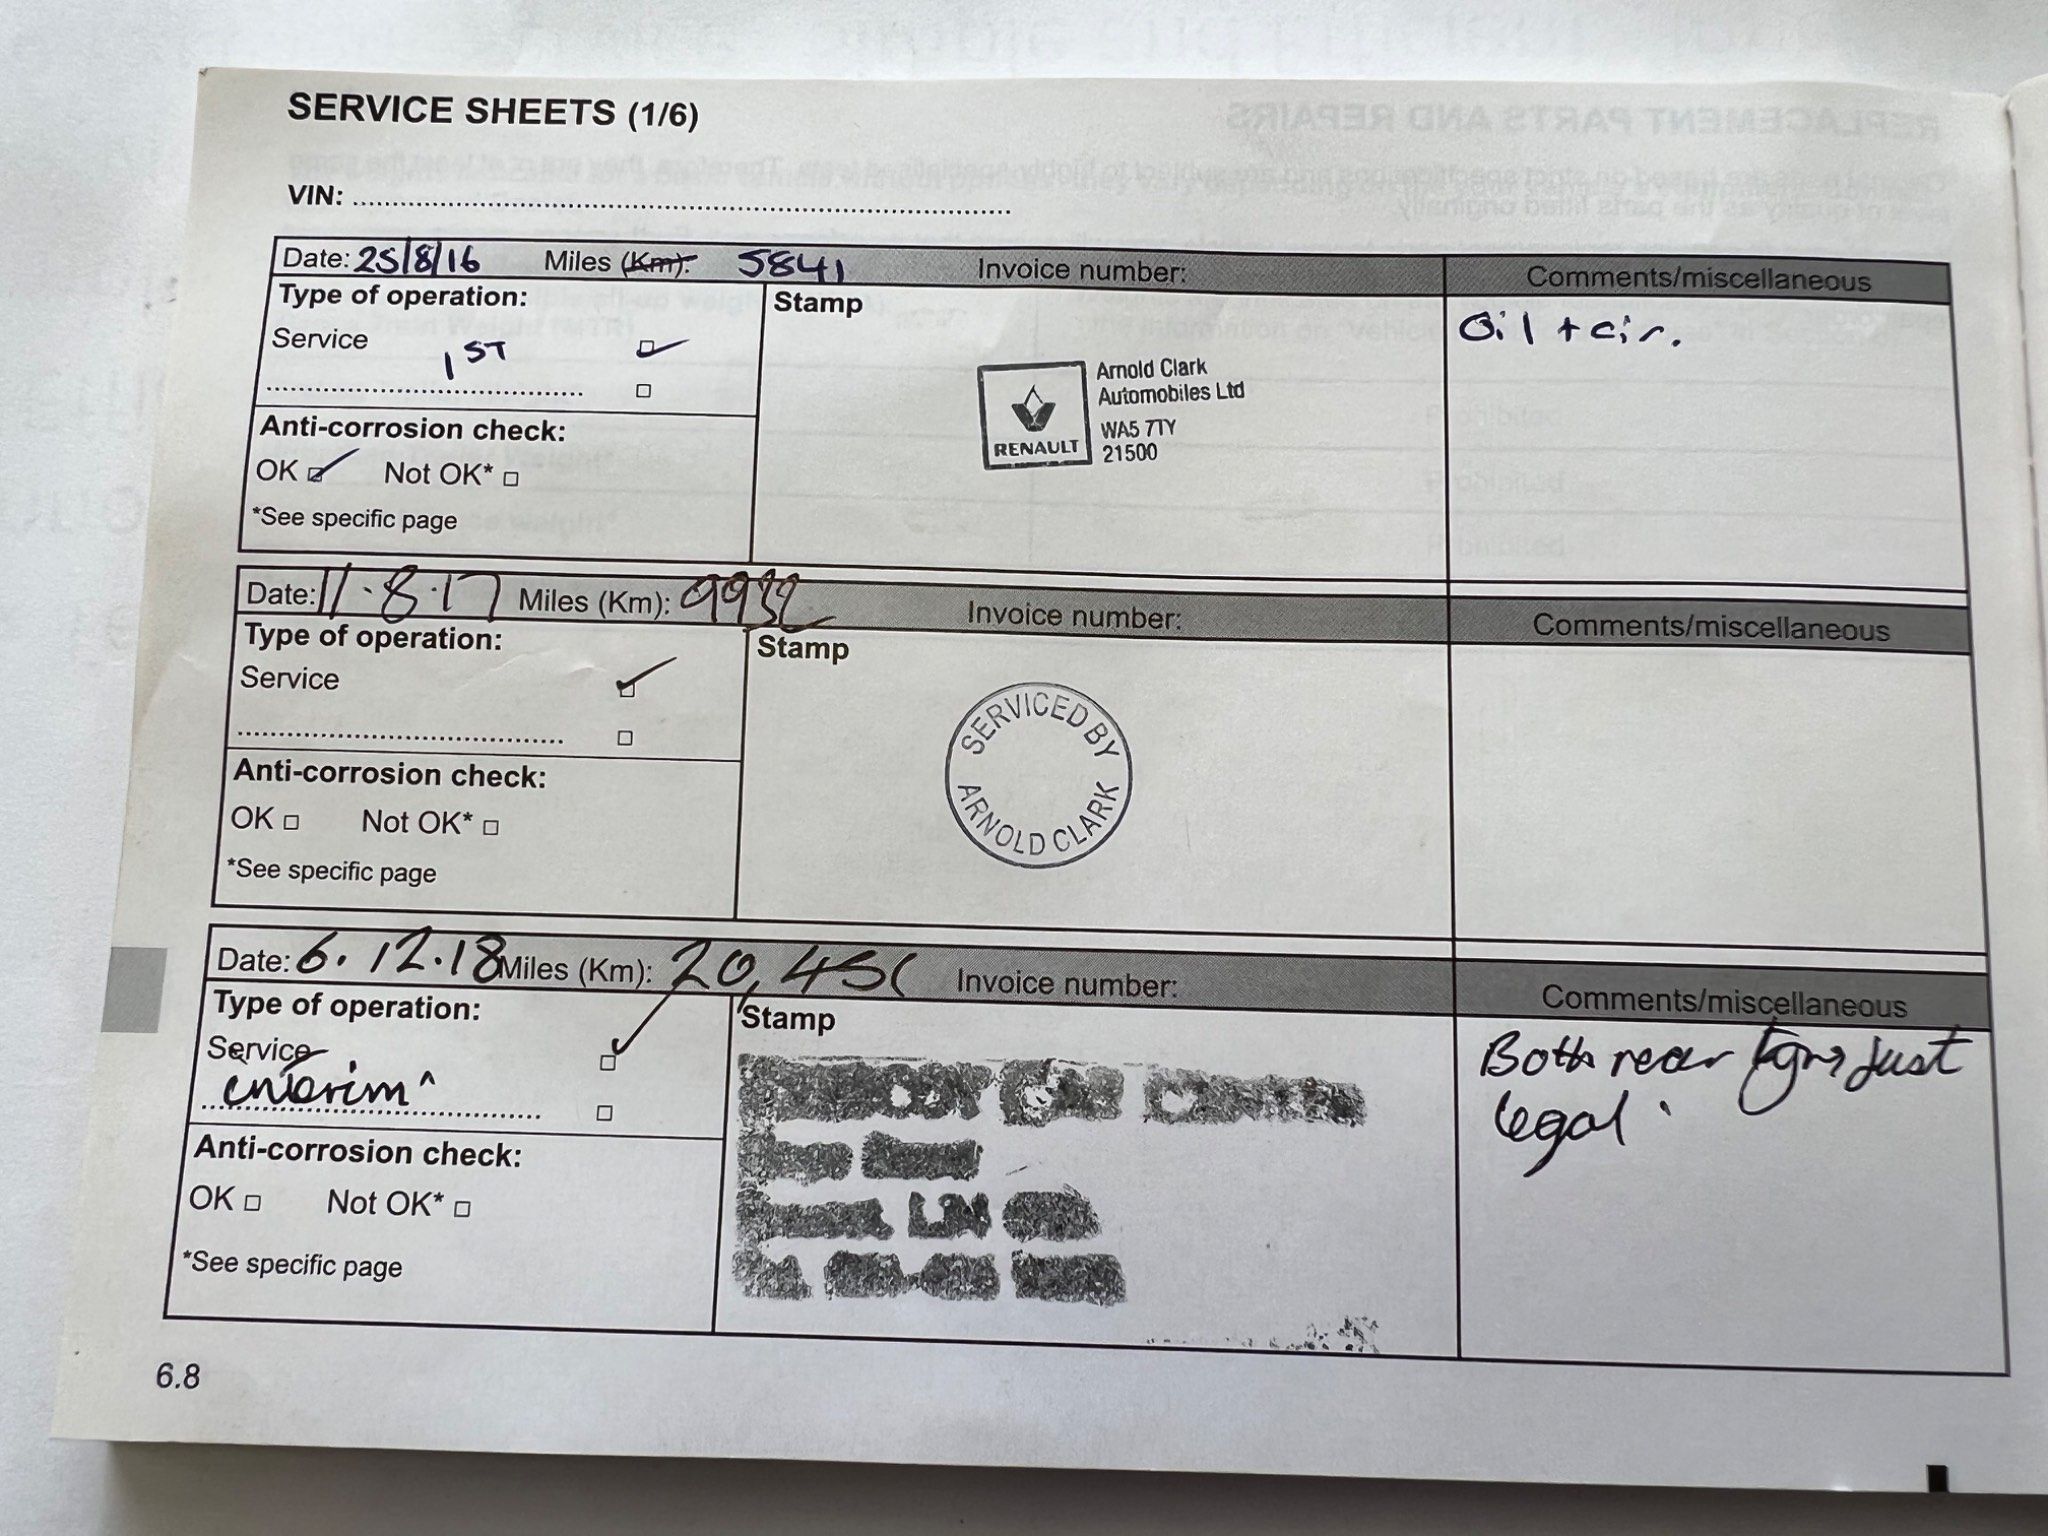 SERVICE SHEETS (1/6)
VIN:
Date: 25/8/16 Miles (Km): 5841 Invoice number: Comments/miscellaneous
Type of operation: Stamp
Oil + air.
Service 1ST
Arnold Clark
Automobiles Ltd
WA5 7TY
21500
RENAULT
Anti-corrosion check:
OK Not OK*
*See specific page
Date: 11.8.17 Miles (Km): 9932 Invoice number: Comments/miscellaneous
Type of operation: Stamp
Service
SERVICED BY
ARNOLD CLARK
Anti-corrosion check:
OK Not OK*
*See specific page
Date: 6.12.18 Miles (Km): 20,45 Invoice number: Comments/miscellaneous
Type of operation: Stamp
Both rear tyres just
legal.
Service
interim
Anti-corrosion check:
OK Not OK*
*See specific page
6.8